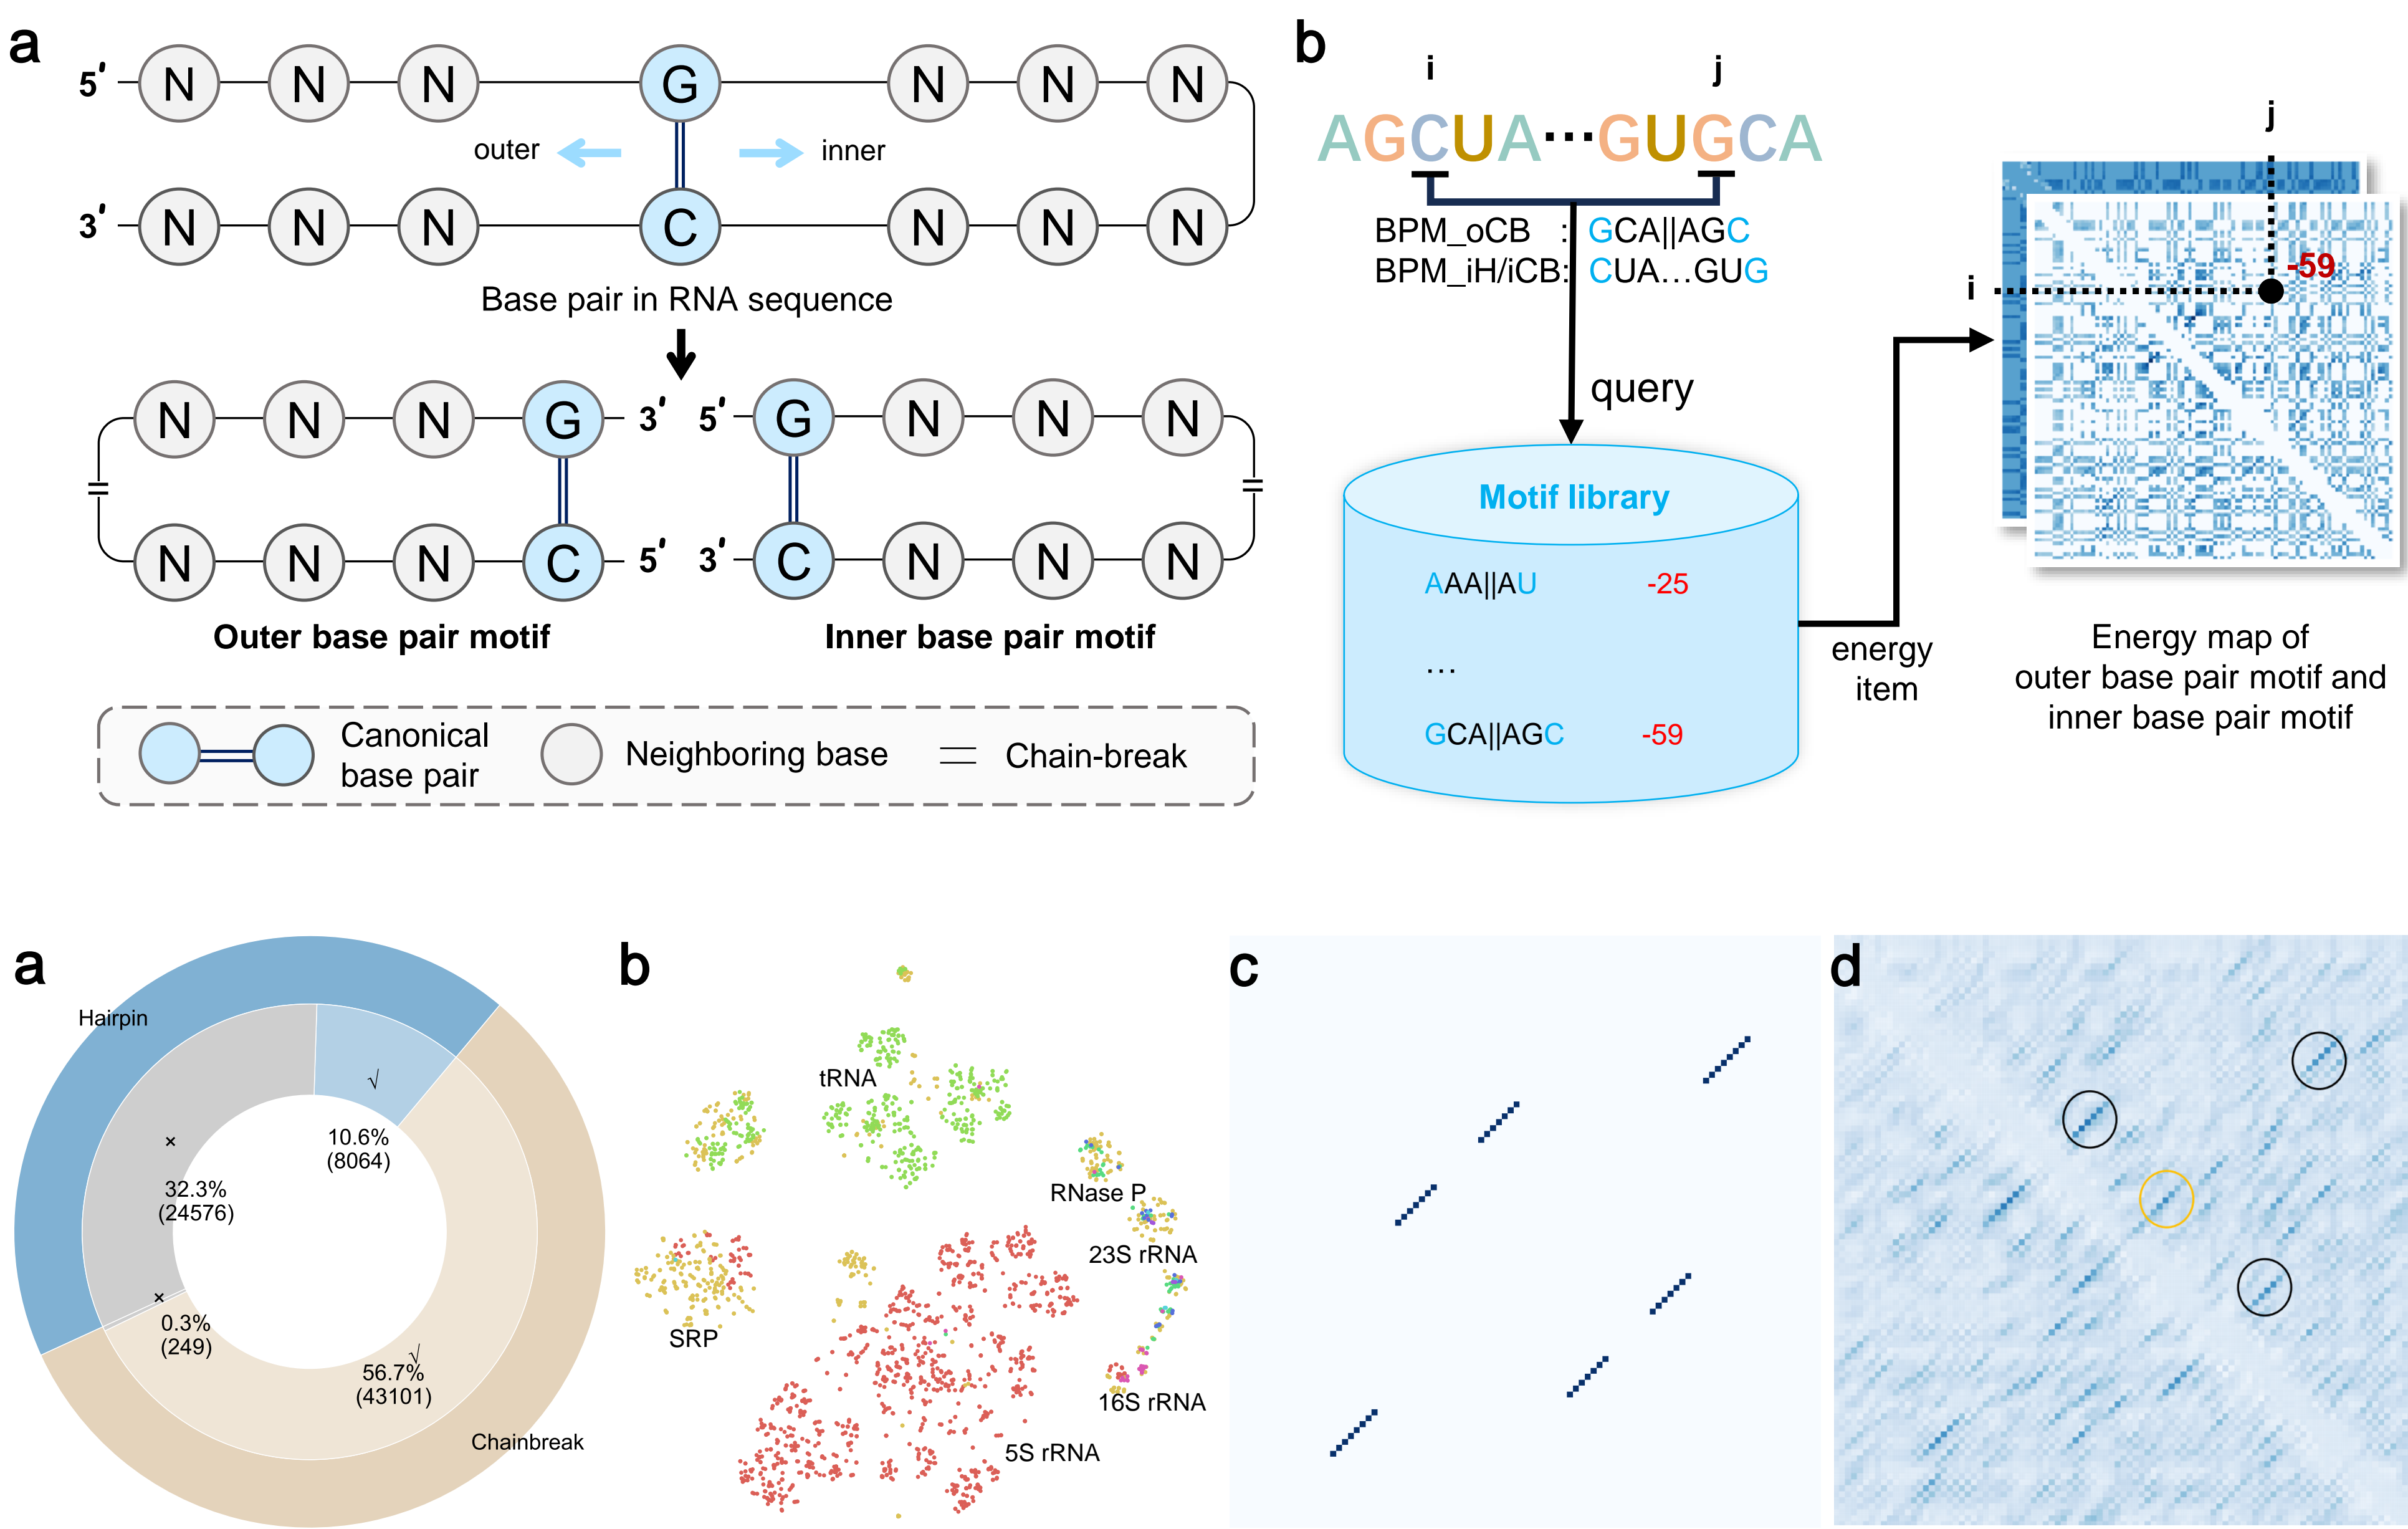 a
5′ N N N G N N N
outer inner
3′ N N N C N N N
Base pair in RNA sequence
N N N G 3′ 5′ G N N N
N N N C 5′ 3′ C N N N
Outer base pair motif
Inner base pair motif
Canonical
base pair
Neighboring base
Chain-break
b
i j
AGCUA···GUGCA
BPM_oCB : GCA||AGC
BPM_iH/iCB: CUA...GUG
query
Motif library
AAA||AU -25
...
GCA||AGC -59
energy
item
j
i
-59
Energy map of
outer base pair motif and
inner base pair motif
a
Hairpin
√
10.6%
(8064)
×
32.3%
(24576)
×
0.3%
(249)
√
56.7%
(43101)
Chainbreak
b
tRNA
RNase P
23S rRNA
SRP
16S rRNA
5S rRNA
c
d